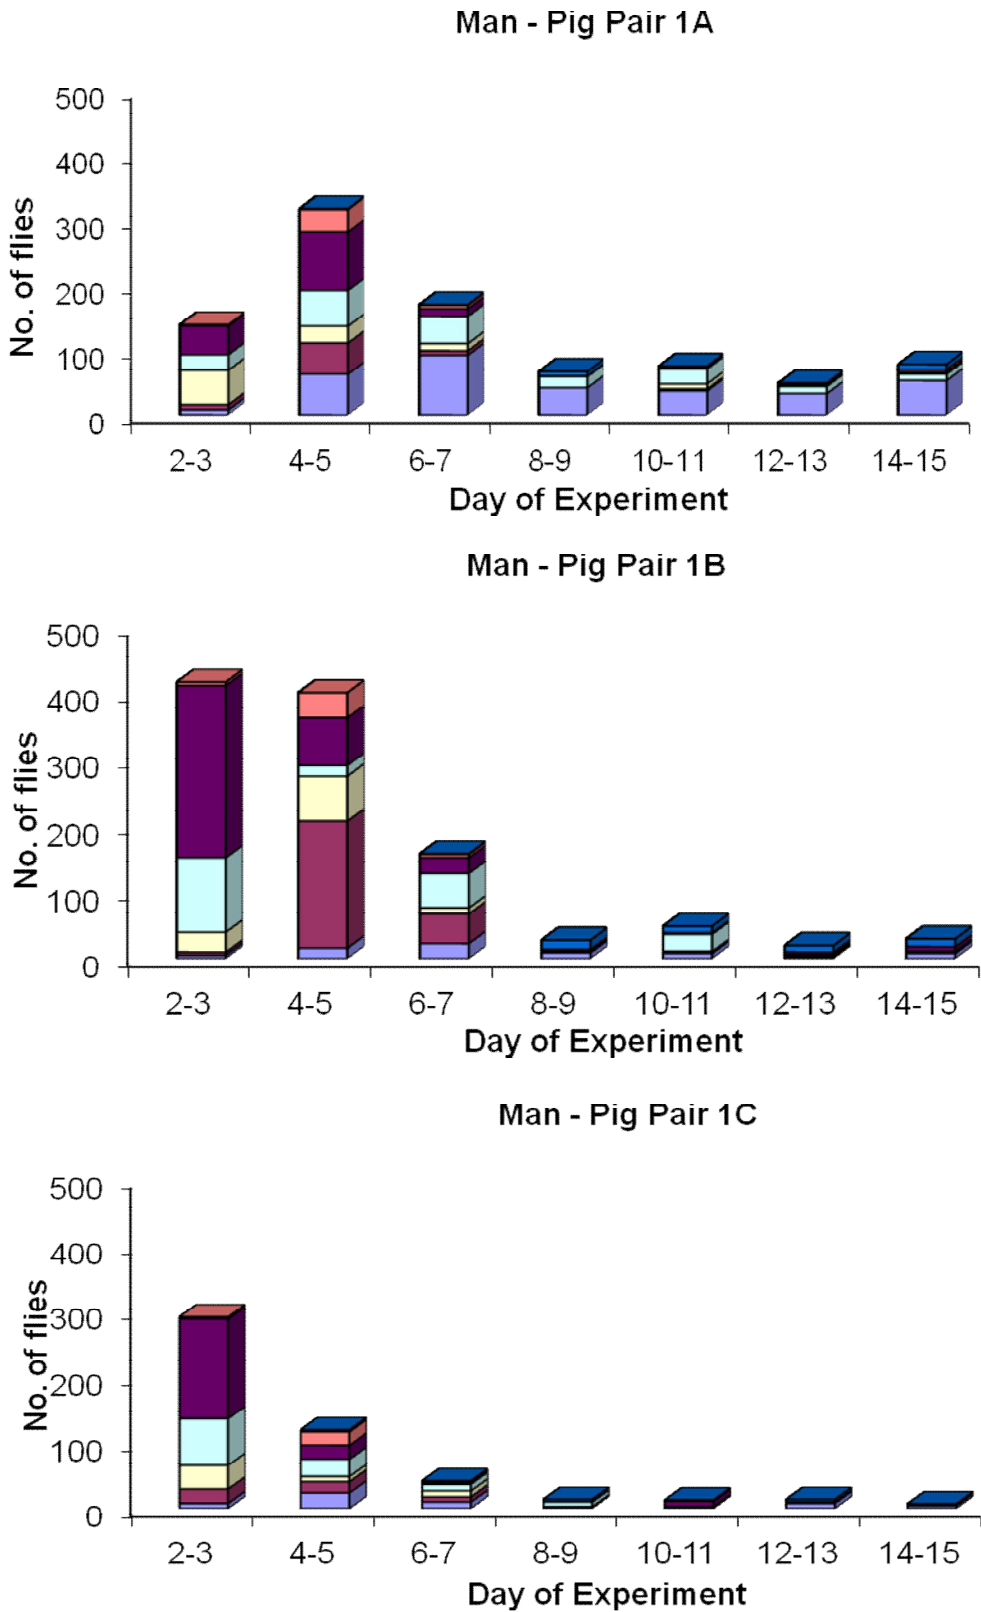 Man - Pig Pair 1A
500
400
300
200
100
0
No. of flies
2-3 4-5 6-7 8-9 10-11 12-13 14-15
Day of Experiment
Man - Pig Pair 1B
500
400
300
200
100
0
No. of flies
2-3 4-5 6-7 8-9 10-11 12-13 14-15
Day of Experiment
Man - Pig Pair 1C
500
400
300
200
100
0
No. of flies
2-3 4-5 6-7 8-9 10-11 12-13 14-15
Day of Experiment